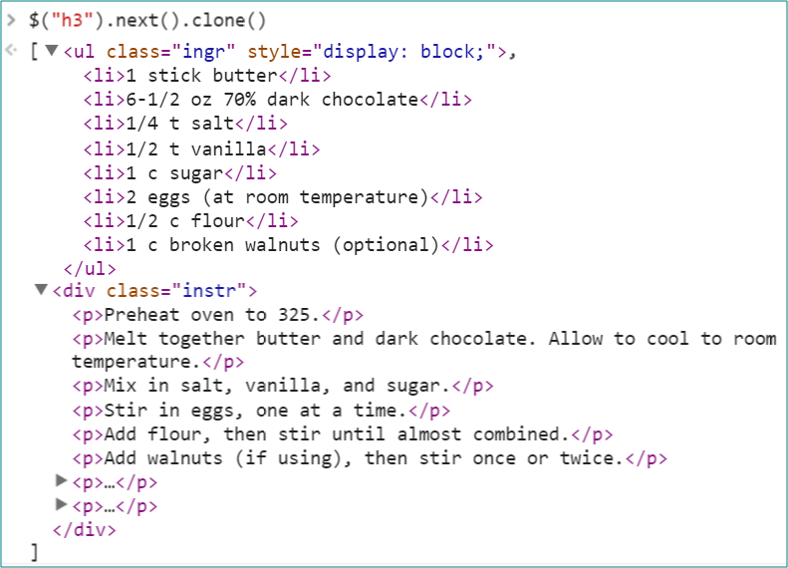 > $("h3").next().clone()
[ ▼<ul class="ingr" style="display: block;">,
<li>1 stick butter</li>
<li>6-1/2 oz 70% dark chocolate</li>
<li>1/4 t salt</li>
<li>1/2 t vanilla</li>
<li>1 c sugar</li>
<li>2 eggs (at room temperature)</li>
<li>1/2 c flour</li>
<li>1 c broken walnuts (optional)</li>
</ul>
▼<div class="instr">
<p>Preheat oven to 325.</p>
<p>Melt together butter and dark chocolate. Allow to cool to room
temperature.</p>
<p>Mix in salt, vanilla, and sugar.</p>
<p>Stir in eggs, one at a time.</p>
<p>Add flour, then stir until almost combined.</p>
<p>Add walnuts (if using), then stir once or twice.</p>
▶<p>…</p>
▶<p>…</p>
</div>
]